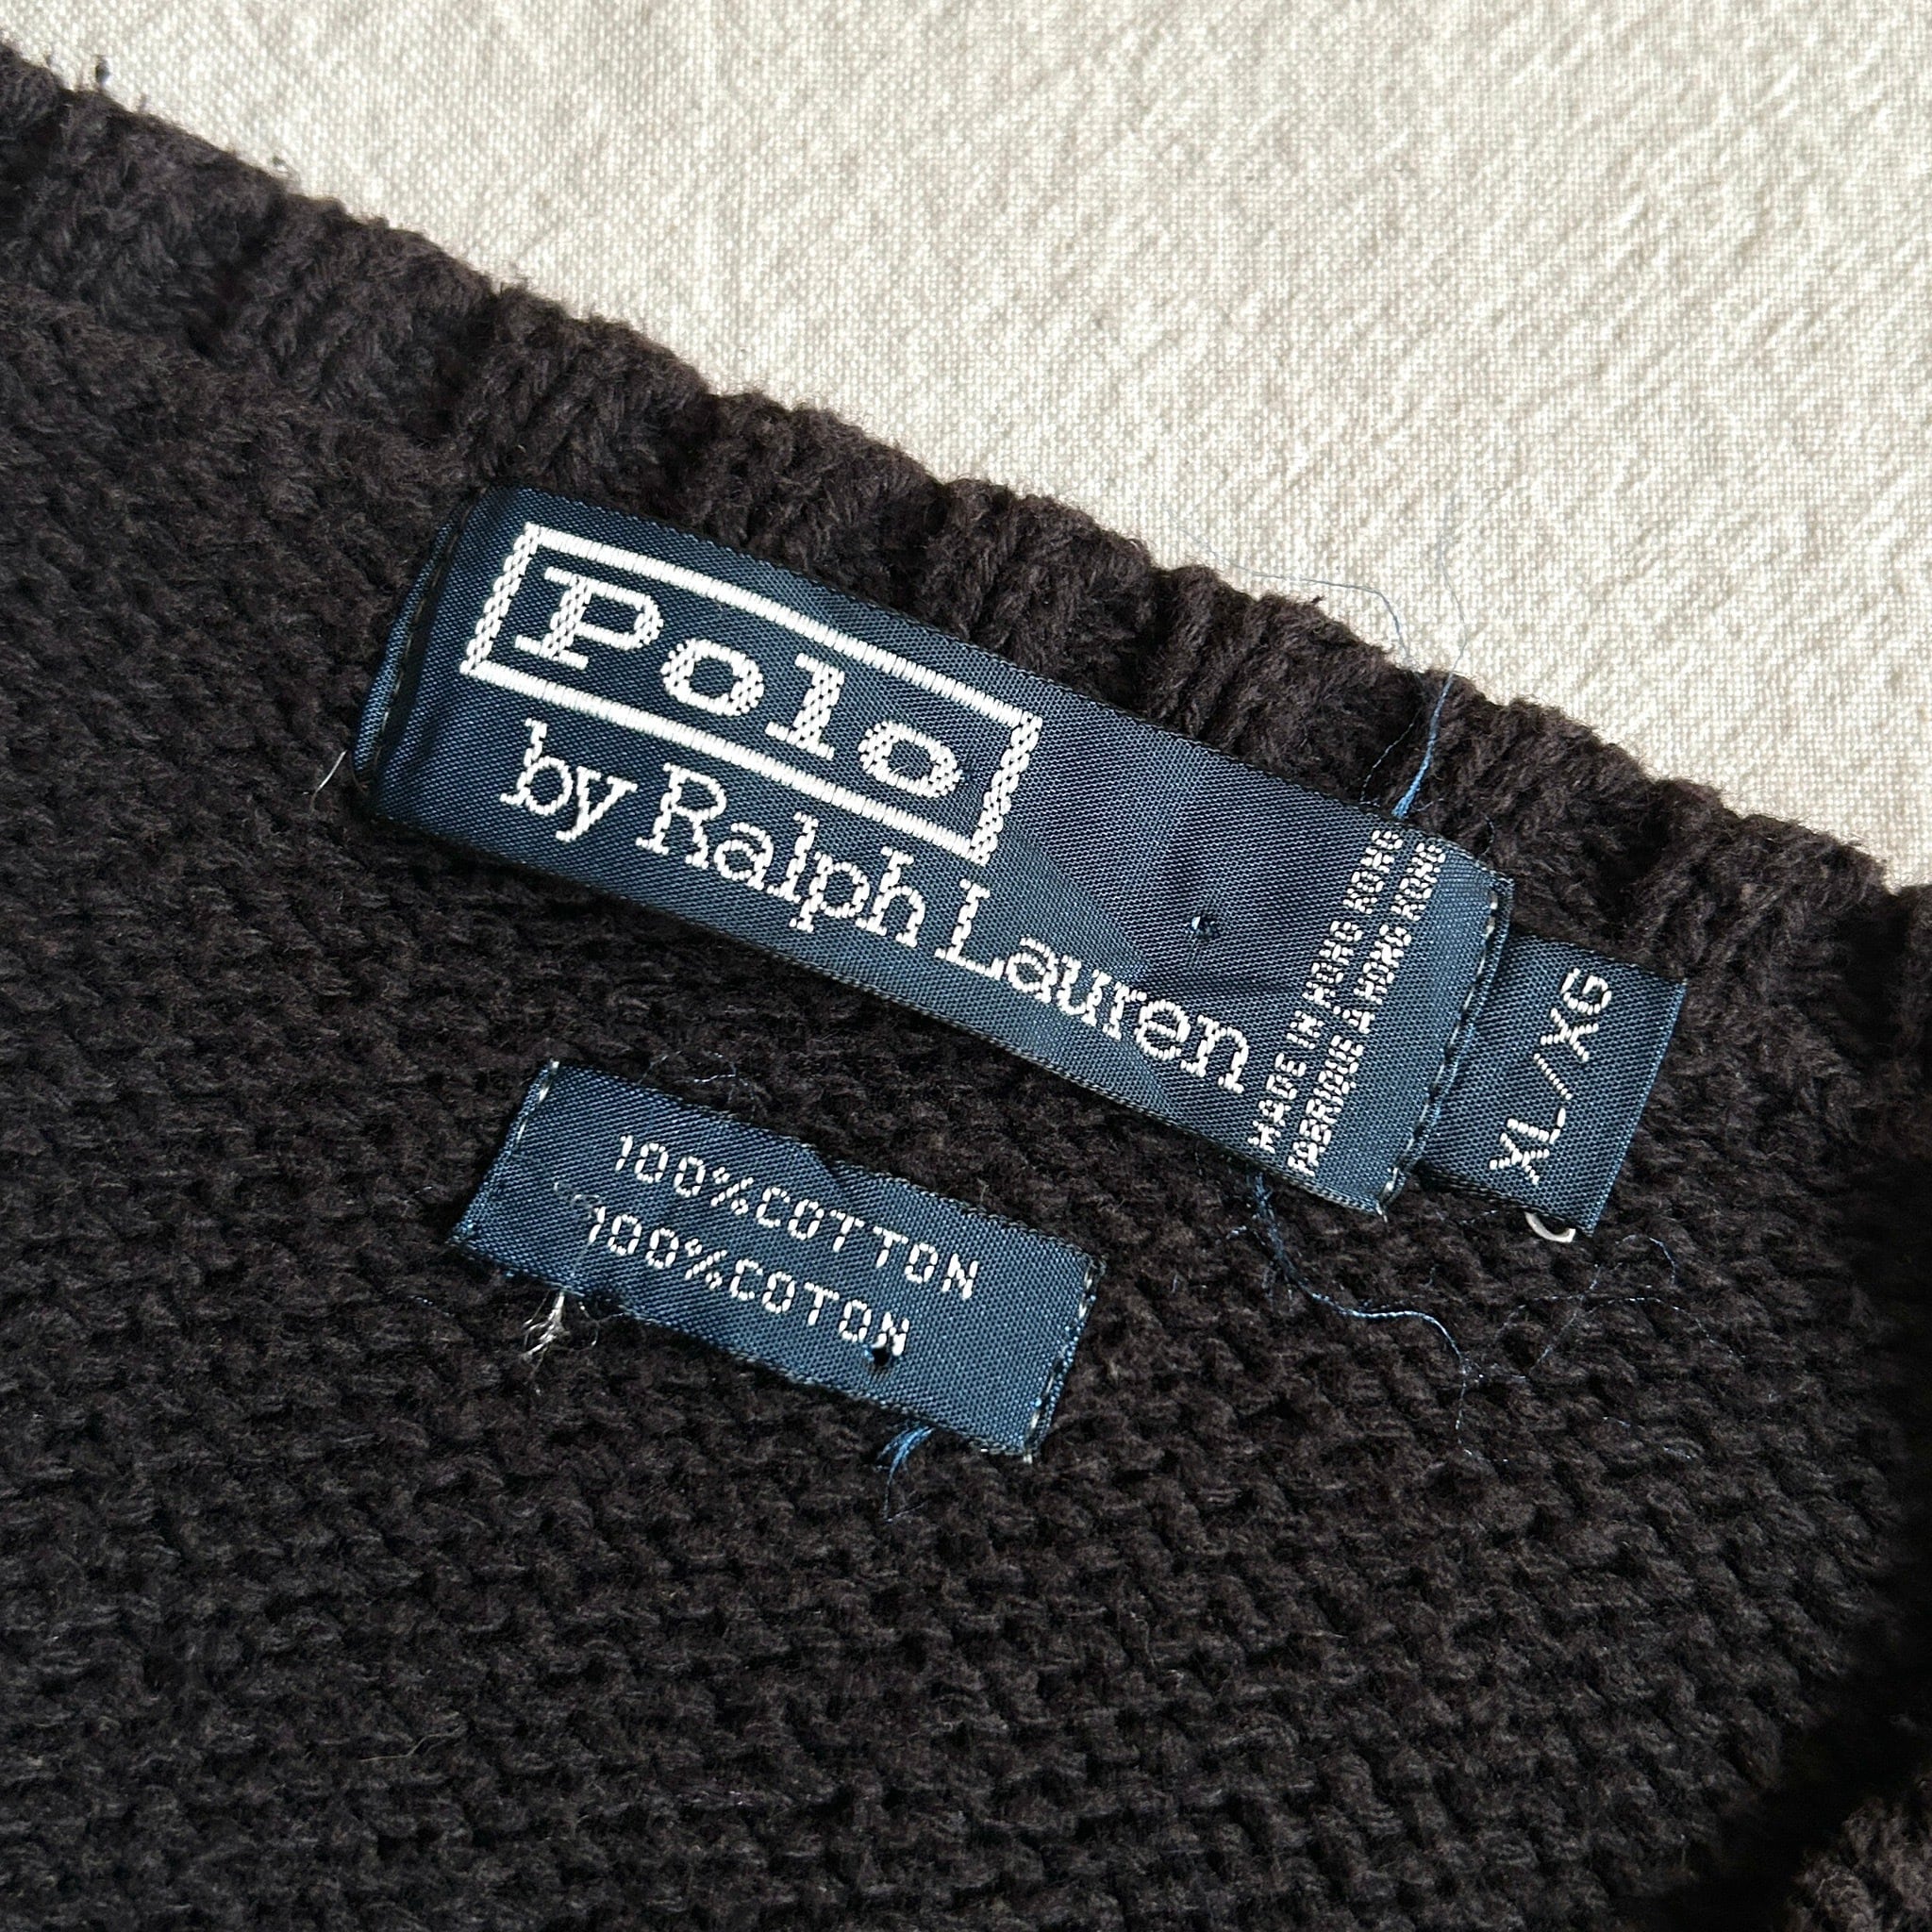 Polo
by Ralph Lauren
MADE IN HONG KONG
FABRIQUE À HONG KONG
XL/XG
100%COTTON
100%COTON